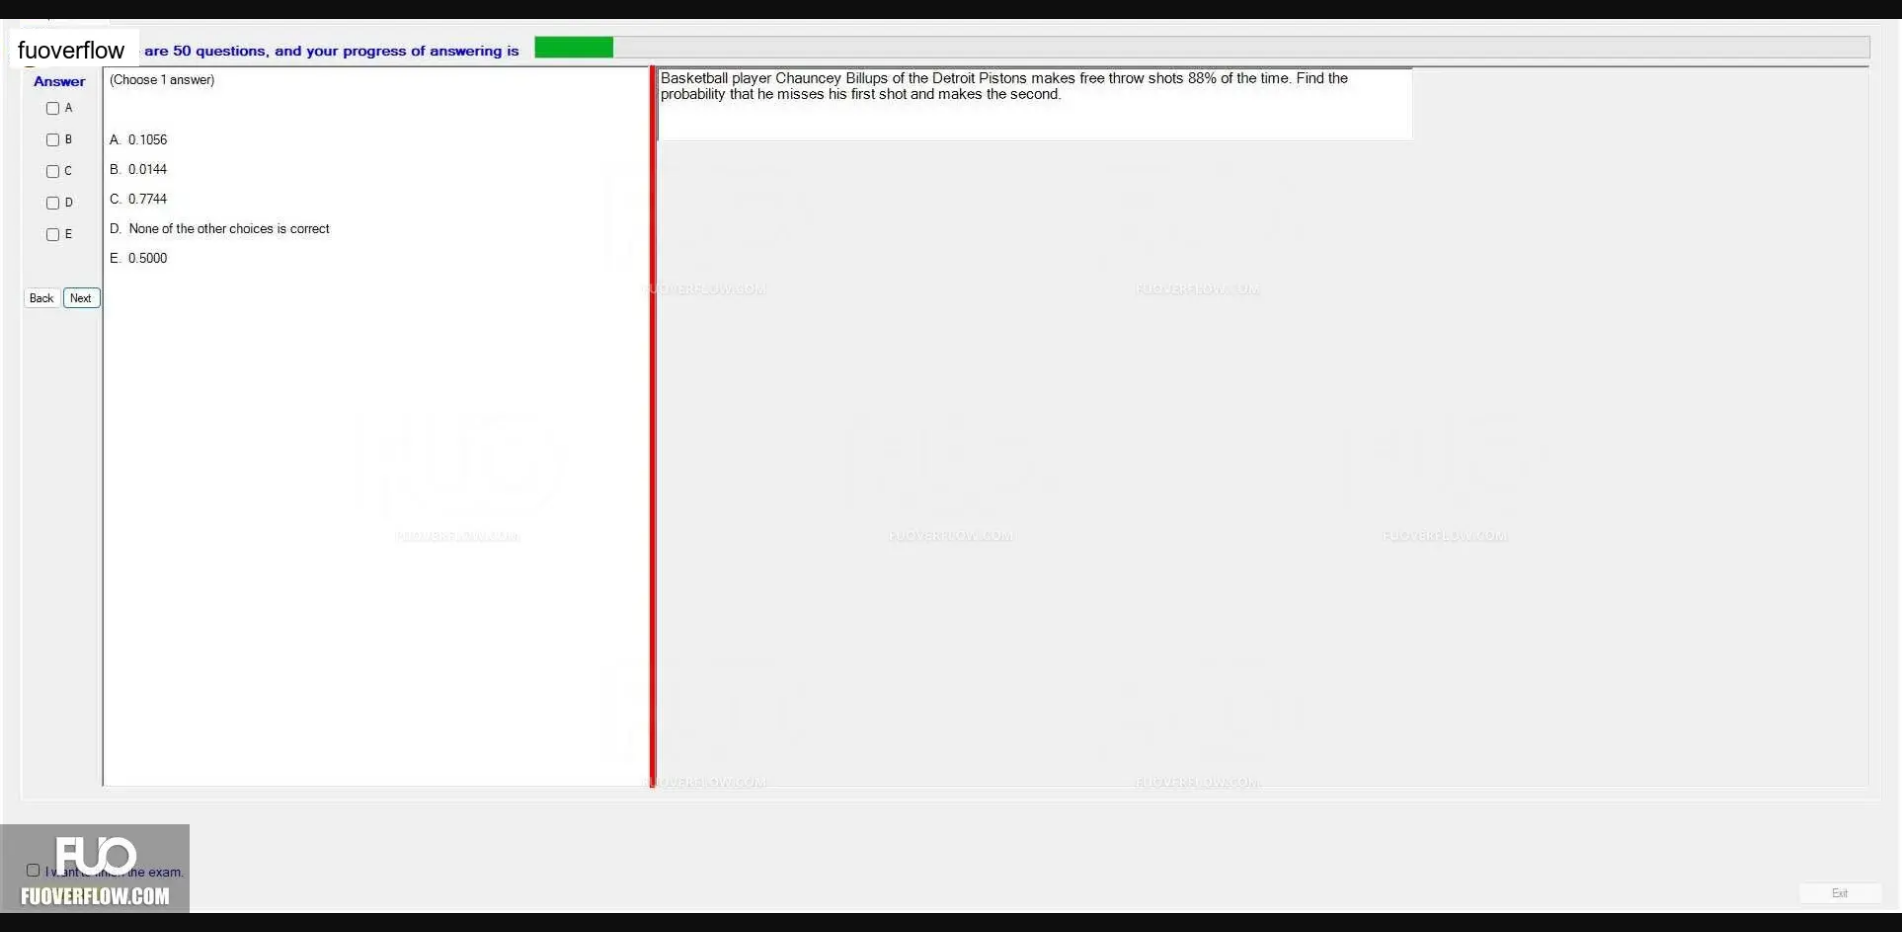 fuoverflow are 50 questions, and your progress of answering is
Answer
(Choose 1 answer)
A
B
C
D
E
Back Next
A. 0.1056
B. 0.0144
C. 0.7744
D. None of the other choices is correct
E. 0.5000
Basketball player Chauncey Billups of the Detroit Pistons makes free throw shots 88% of the time. Find the
probability that he misses his first shot and makes the second.
FUOVERFLOW.COM
FUOVERFLOW.COM
FUOVERFLOW.COM
FUOVERFLOW.COM
FUOVERFLOW.COM
FUOVERFLOW.COM
FUOVERFLOW.COM
FUO
I want the exam.
FUOVERFLOW.COM
Exit